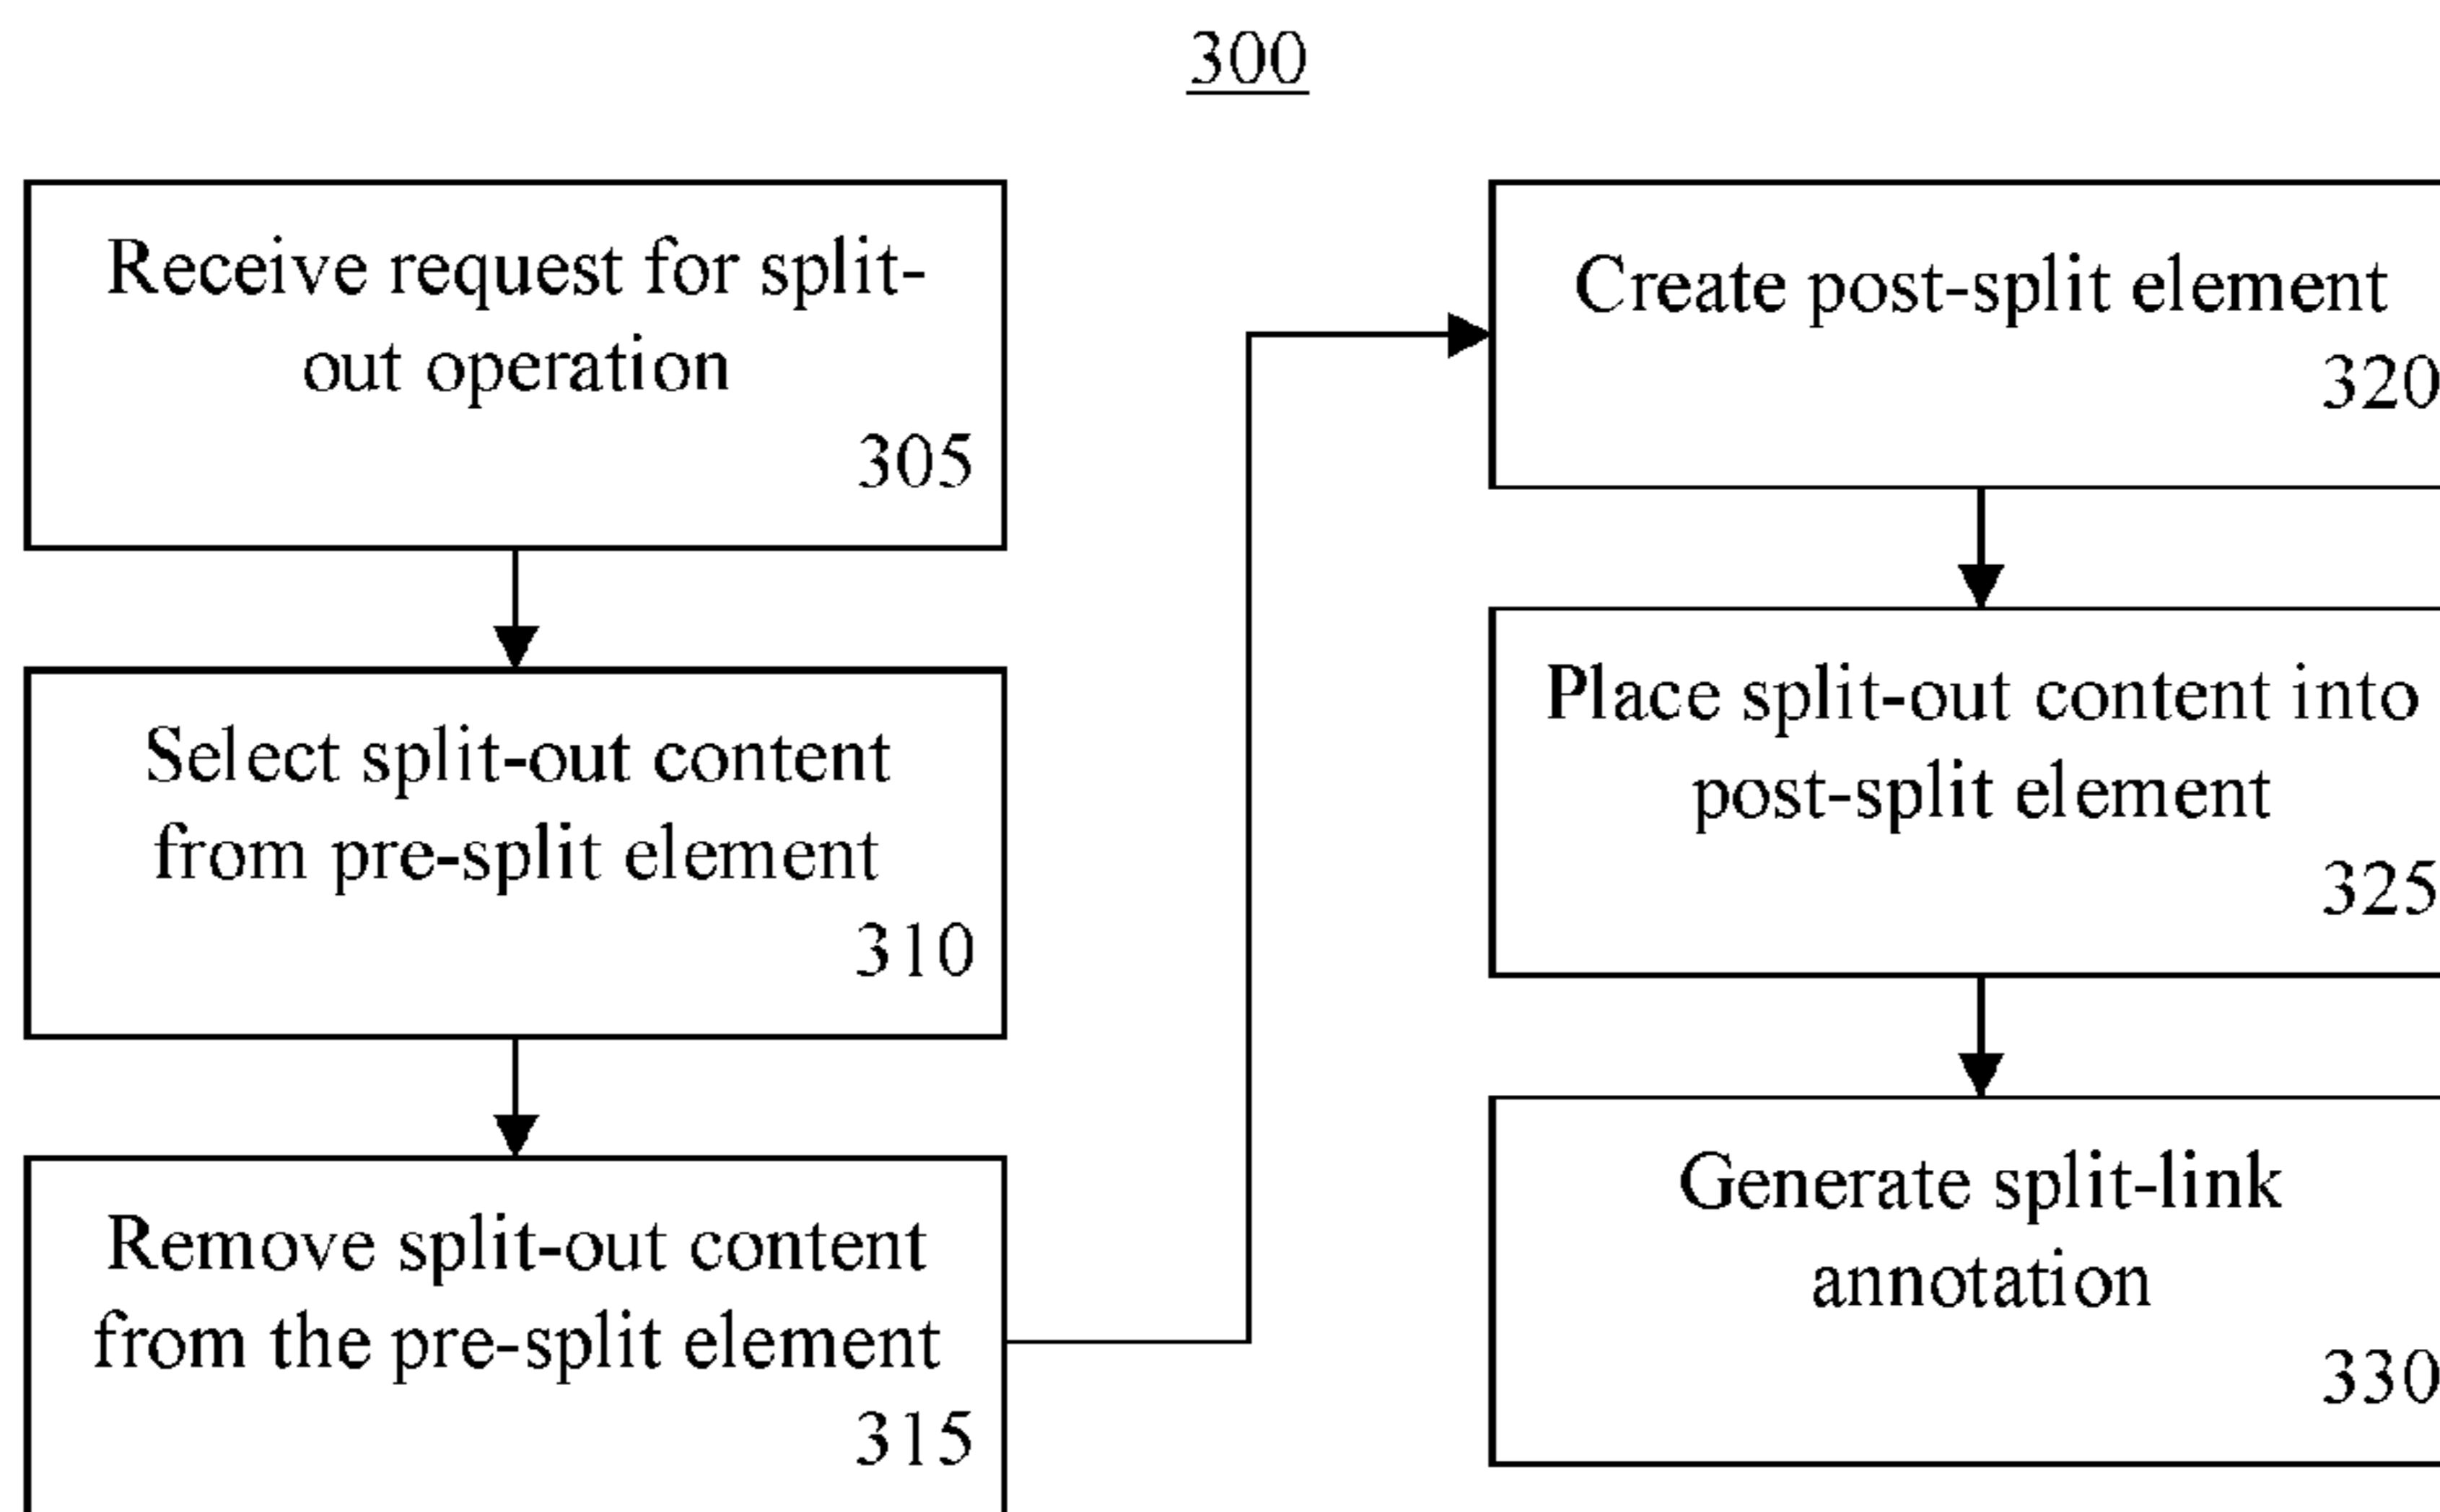 300
Receive request for split-
out operation
305
Select split-out content
from pre-split element
310
Remove split-out content
from the pre-split element
315
Create post-split element
320
Place split-out content into
post-split element
325
Generate split-link
annotation
330